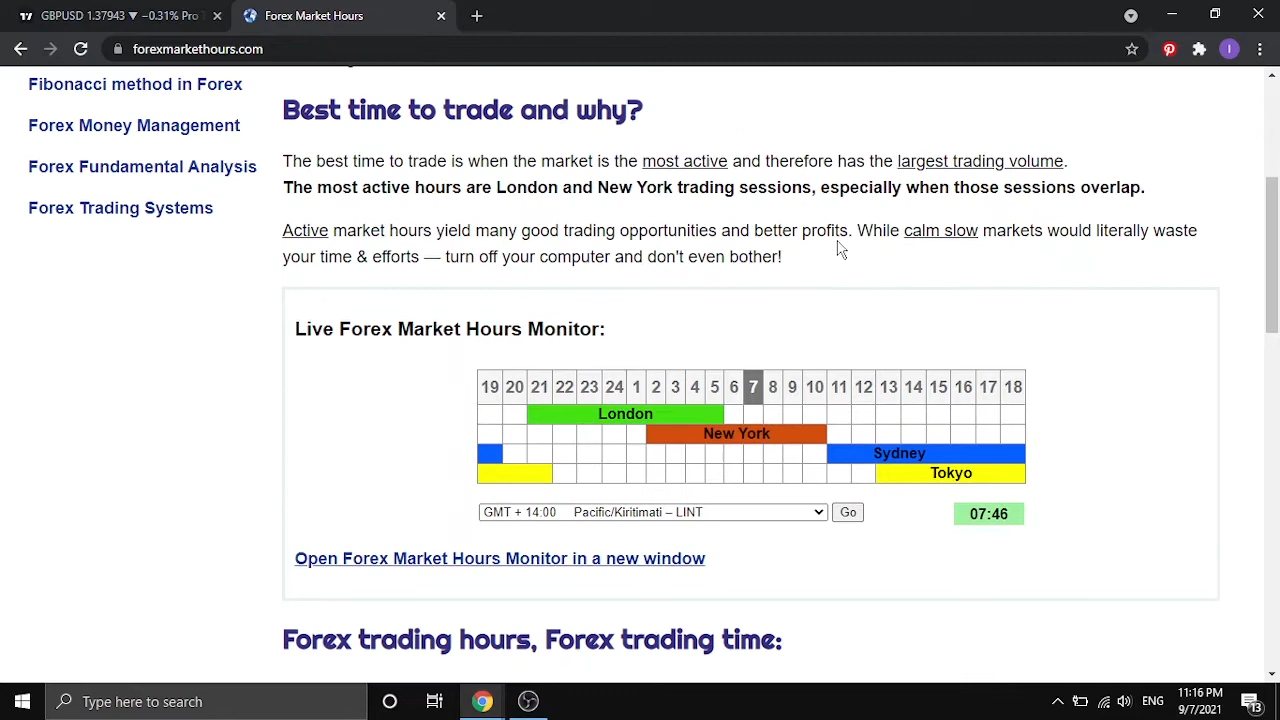 GBPUSD 1.37943 ▼ −0.31% Pro
Forex Market Hours
forexmarkethours.com
I
Fibonacci method in Forex
Forex Money Management
Forex Fundamental Analysis
Forex Trading Systems
Best time to trade and why?
The best time to trade is when the market is the most active and therefore has the largest trading volume.
The most active hours are London and New York trading sessions, especially when those sessions overlap.
Active market hours yield many good trading opportunities and better profits. While calm slow markets would literally waste
your time & efforts — turn off your computer and don't even bother!
Live Forex Market Hours Monitor:
19 20 21 22 23 24 1 2 3 4 5 6 7 8 9 10 11 12 13 14 15 16 17 18
London
New York
Sydney
Tokyo
GMT + 14:00 Pacific/Kiritimati – LINT
Go
07:46
Open Forex Market Hours Monitor in a new window
Forex trading hours, Forex trading time:
Type here to search
ENG
11:16 PM
9/7/2021
13